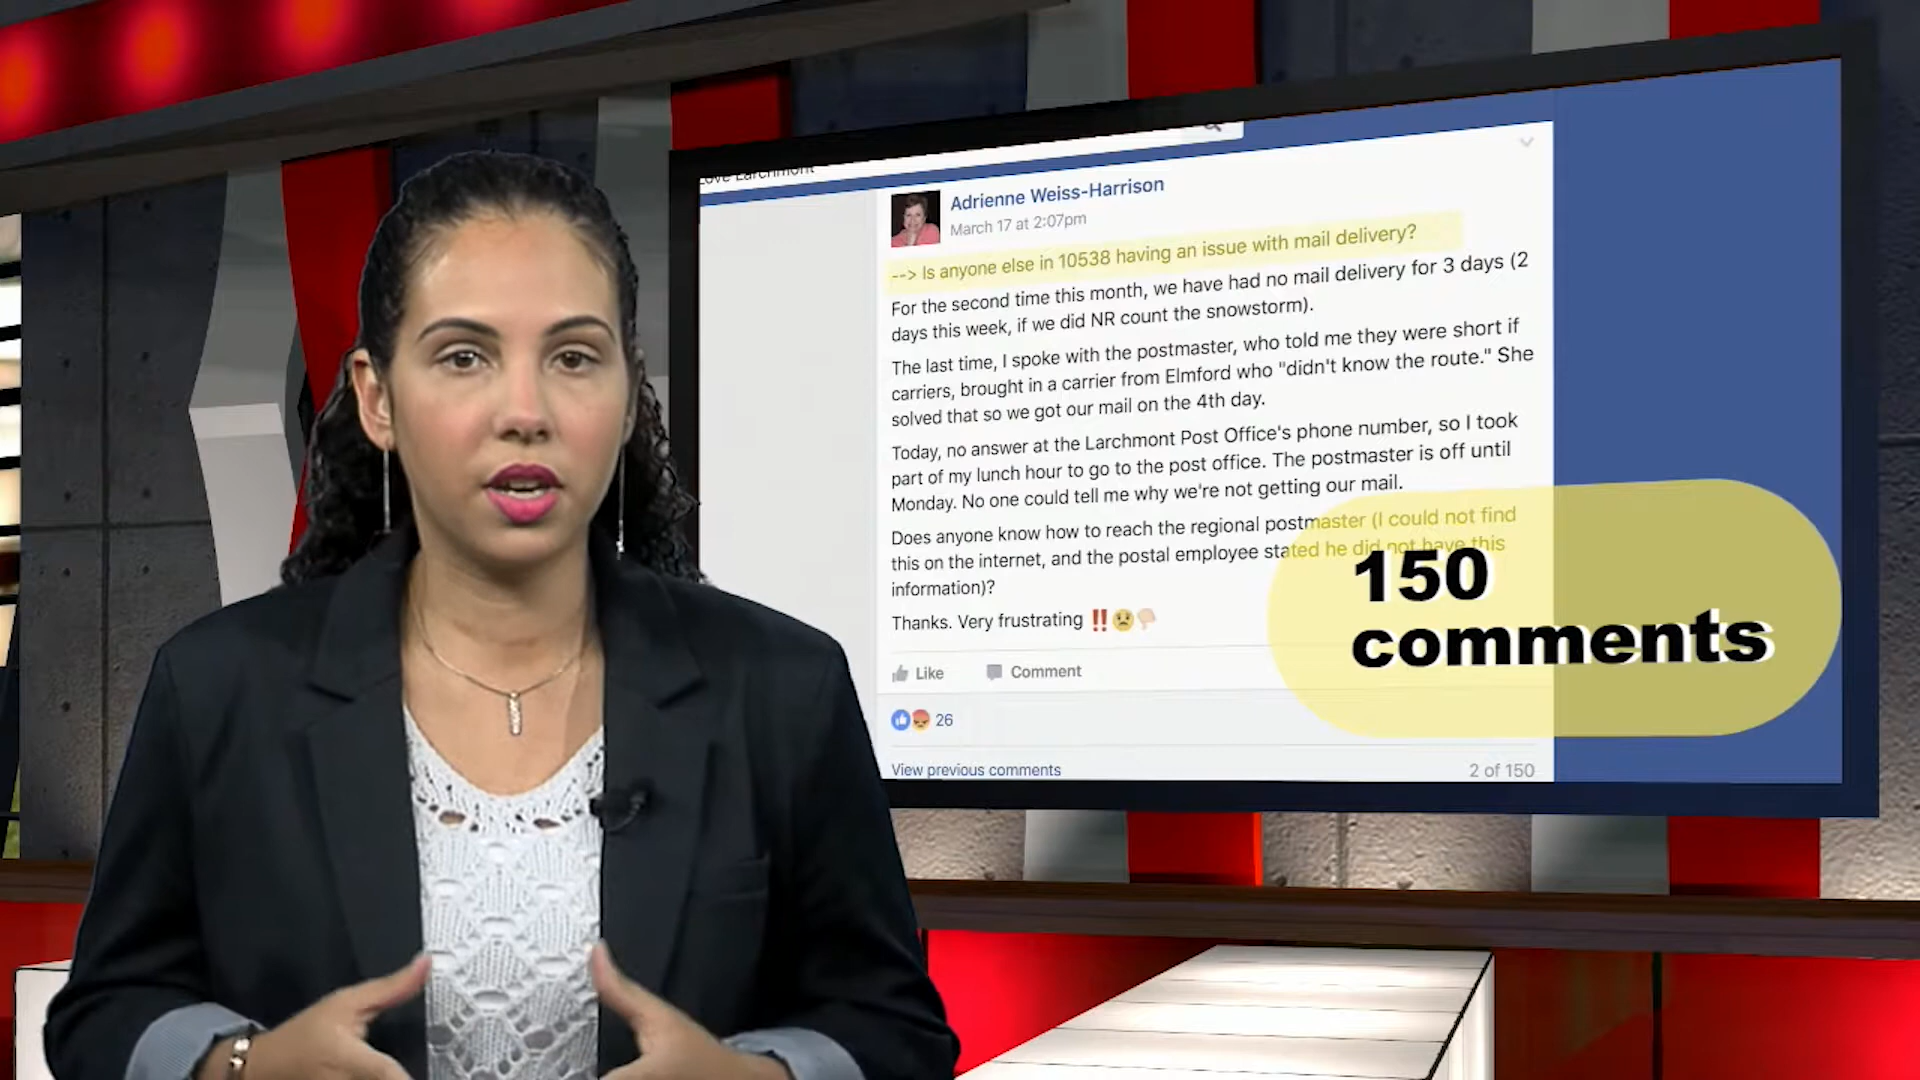 Love Larchmont
Adrienne Weiss-Harrison
March 17 at 2:07pm
--> Is anyone else in 10538 having an issue with mail delivery?
For the second time this month, we have had no mail delivery for 3 days (2
days this week, if we did NR count the snowstorm).
The last time, I spoke with the postmaster, who told me they were short if
carriers, brought in a carrier from Elmford who "didn't know the route." She
solved that so we got our mail on the 4th day.
Today, no answer at the Larchmont Post Office's phone number, so I took
part of my lunch hour to go to the post office. The postmaster is off until
Monday. No one could tell me why we're not getting our mail.
Does anyone know how to reach the regional postmaster (I could not find
this on the internet, and the postal employee stated he did not have this
information)?
Thanks. Very frustrating ‼️😢👎🏻
150
comments
Like Comment
26
View previous comments 2 of 150